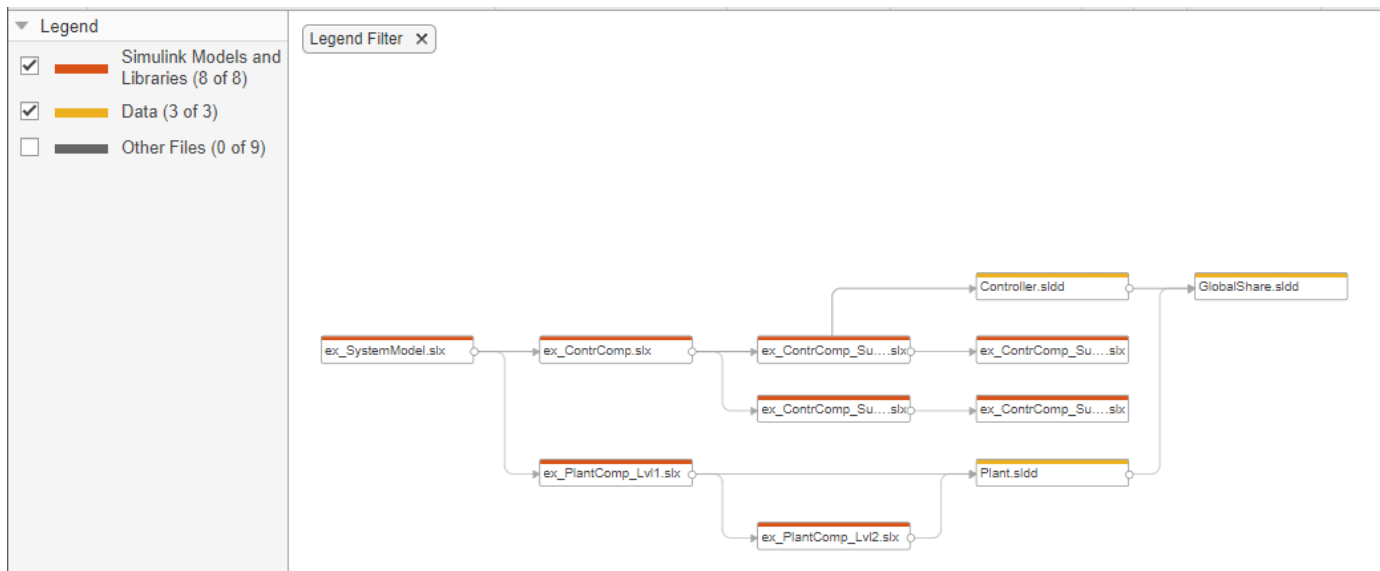 Legend
Simulink Models and
Libraries (8 of 8)
Data (3 of 3)
Other Files (0 of 9)
Legend Filter
Controller.sldd
GlobalShare.sldd
ex_SystemModel.slx
ex_ContrComp.slx
ex_ContrComp_Su....slx
ex_ContrComp_Su....slx
ex_ContrComp_Su....slx
ex_ContrComp_Su....slx
ex_PlantComp_Lvl1.slx
Plant.sldd
ex_PlantComp_Lvl2.slx